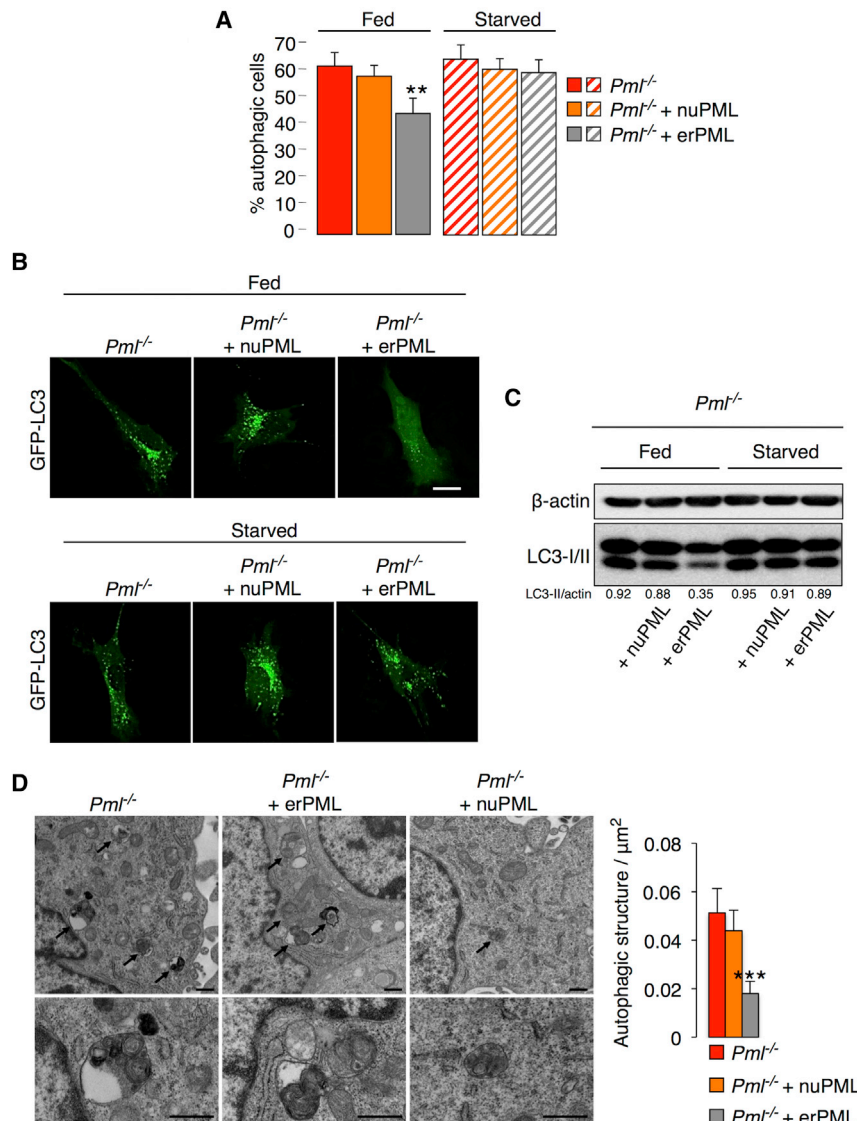 A
Fed
Starved
% autophagic cells
70
60
50
40
30
20
10
0
**
Pml-/-
Pml-/- + nuPML
Pml-/- + erPML
B
Fed
Pml-/-
Pml-/-
+ nuPML
Pml-/-
+ erPML
GFP-LC3
Starved
Pml-/-
Pml-/-
+ nuPML
Pml-/-
+ erPML
GFP-LC3
C
Pml-/-
Fed
Starved
β-actin
LC3-I/II
LC3-II/actin 0.92 0.88 0.35 0.95 0.91 0.89
+ nuPML
+ erPML
+ nuPML
+ erPML
D
Pml-/-
Pml-/-
+ erPML
Pml-/-
+ nuPML
Autophagic structure / µm2
0.08
0.06
0.04
0.02
0
***
Pml-/-
Pml-/- + nuPML
Pml-/- + erPML